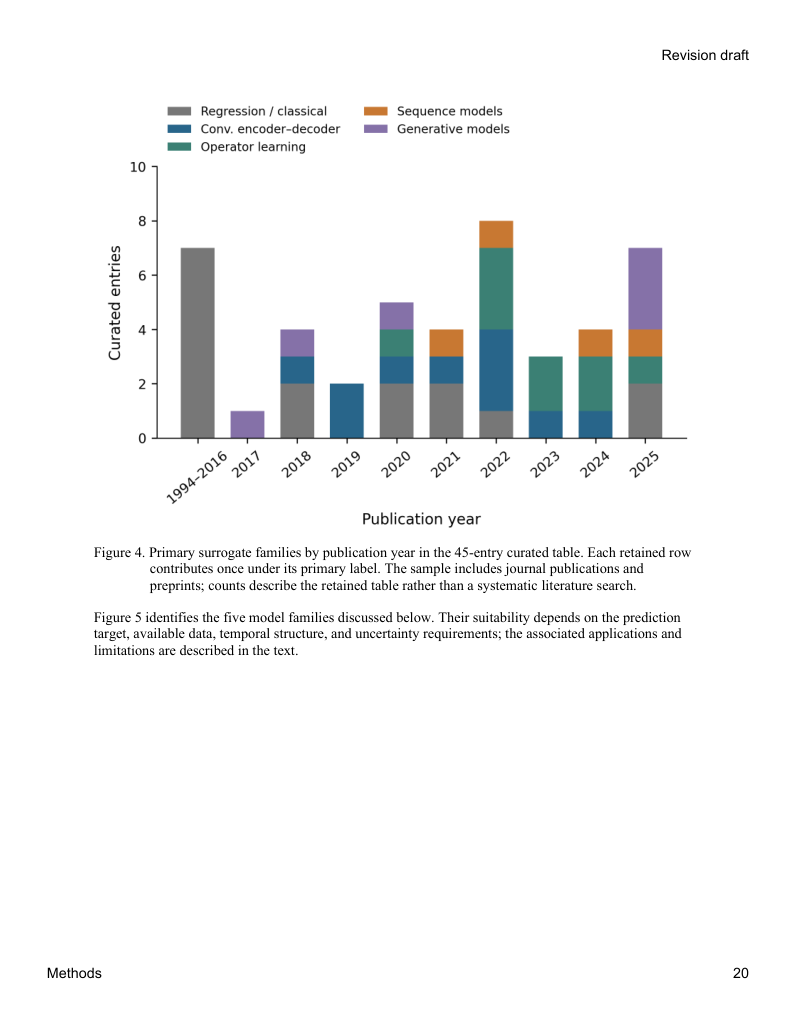 Revision draft
Regression / classical
Conv. encoder–decoder
Operator learning
Sequence models
Generative models
10
8
6
4
2
0
Curated entries
1994–2016
2017
2018
2019
2020
2021
2022
2023
2024
2025
Publication year
Figure 4. Primary surrogate families by publication year in the 45-entry curated table. Each retained row
contributes once under its primary label. The sample includes journal publications and
preprints; counts describe the retained table rather than a systematic literature search.
Figure 5 identifies the five model families discussed below. Their suitability depends on the prediction
target, available data, temporal structure, and uncertainty requirements; the associated applications and
limitations are described in the text.
Methods
20